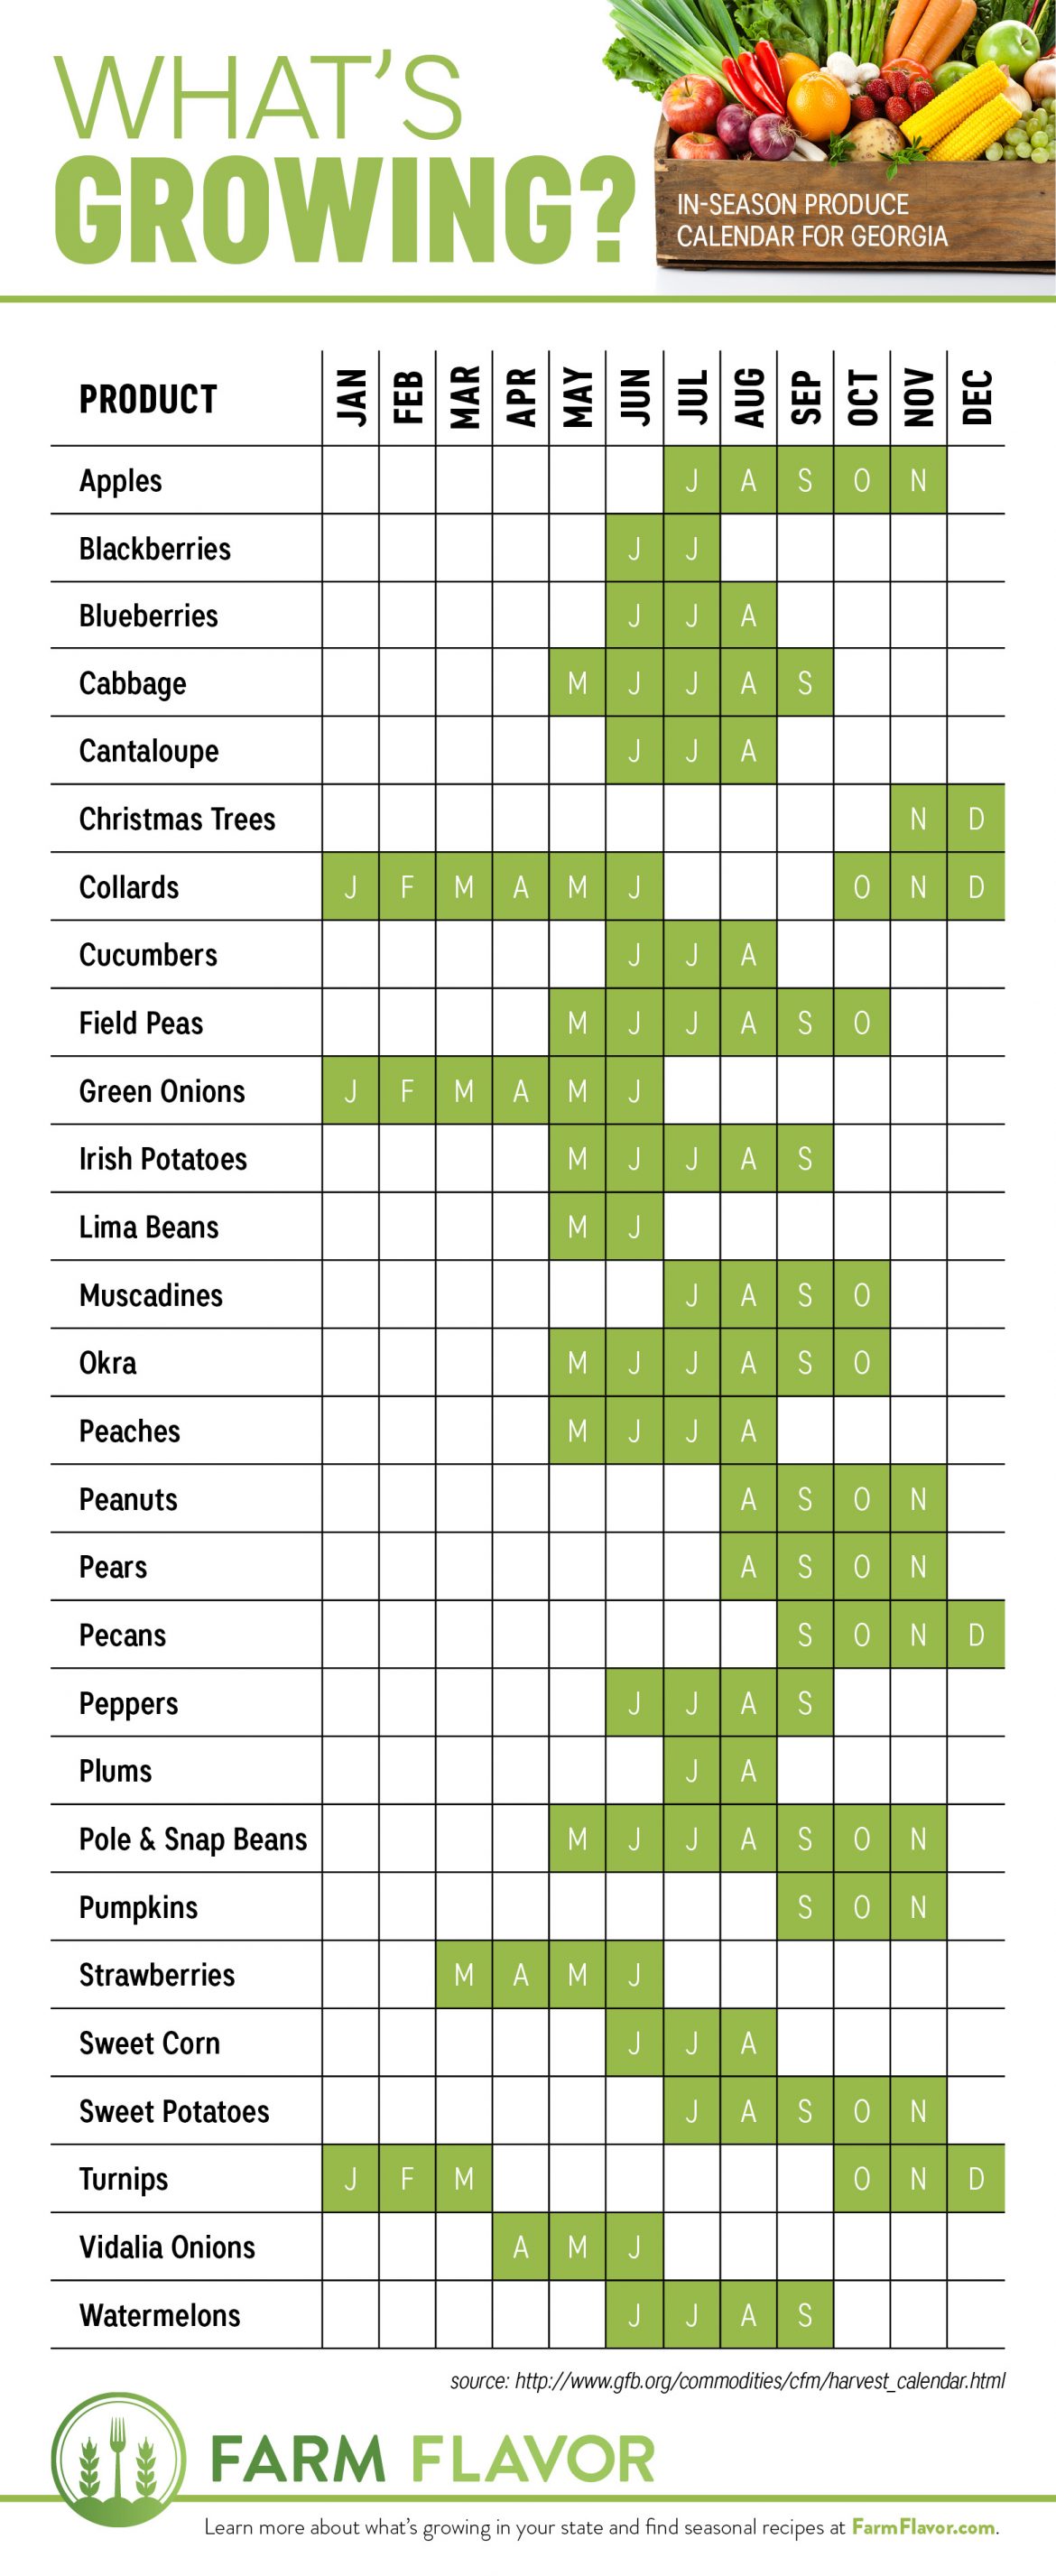 WHAT'S
GROWING?
IN-SEASON PRODUCE
CALENDAR FOR GEORGIA
PRODUCT JAN FEB MAR APR MAY JUN JUL AUG SEP OCT NOV DEC
Apples J A S O N
Blackberries J J
Blueberries J J A
Cabbage M J J A S
Cantaloupe J J A
Christmas Trees N D
Collards J F M A M J O N D
Cucumbers J J A
Field Peas M J J A S O
Green Onions J F M A M J
Irish Potatoes M J J A S
Lima Beans M J
Muscadines J A S O
Okra M J J A S O
Peaches M J J A
Peanuts A S O N
Pears A S O N
Pecans S O N D
Peppers J J A S
Plums J A
Pole & Snap Beans M J J A S O N
Pumpkins S O N
Strawberries M A M J
Sweet Corn J J A
Sweet Potatoes J A S O N
Turnips J F M O N D
Vidalia Onions A M J
Watermelons J J A S
source: http://www.gfb.org/commodities/cfm/harvest_calendar.html
FARM FLAVOR
Learn more about what's growing in your state and find seasonal recipes at FarmFlavor.com.